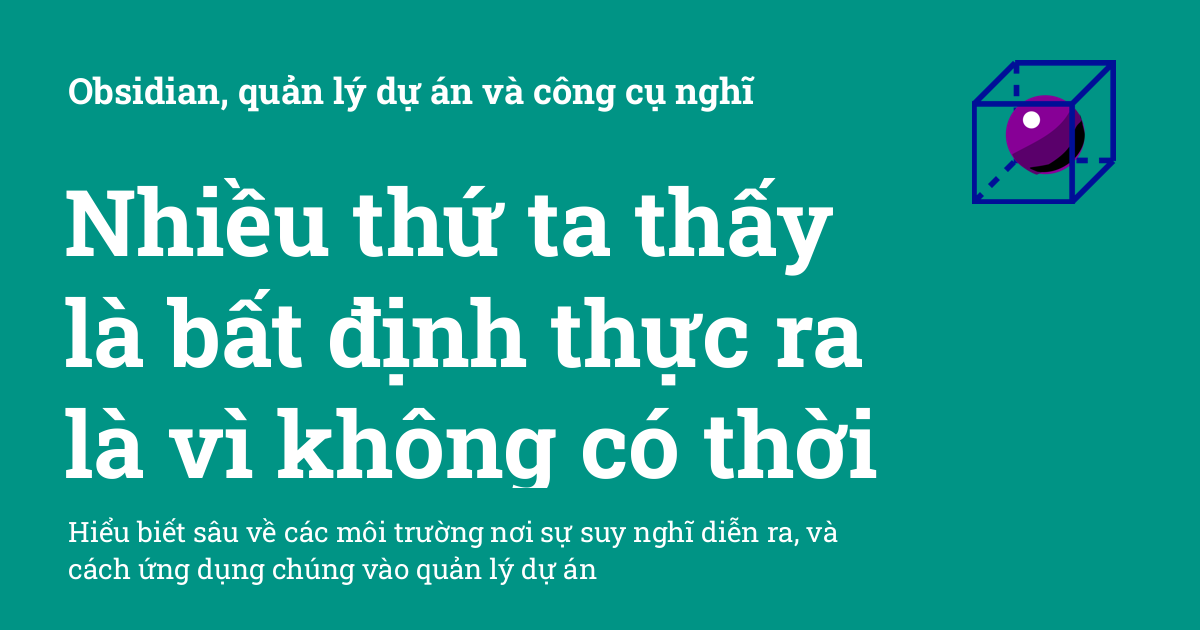 Obsidian, quản lý dự án và công cụ nghĩ
Nhiều thứ ta thấy
là bất định thực ra
là vì không có thời
Hiểu biết sâu về các môi trường nơi sự suy nghĩ diễn ra, và
cách ứng dụng chúng vào quản lý dự án